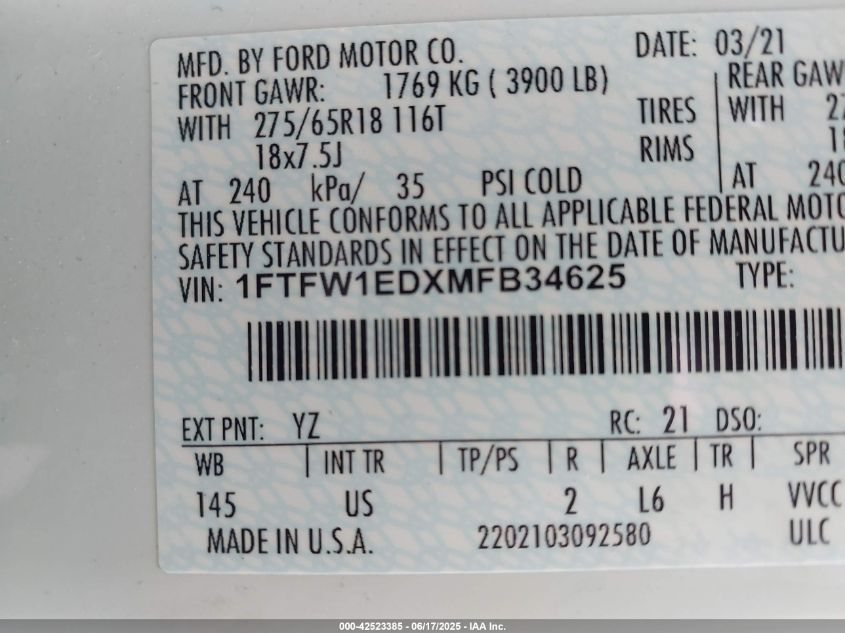 MFD. BY FORD MOTOR CO. DATE: 03/21
FRONT GAWR: 1769 KG ( 3900 LB) REAR GAW
WITH 275/65R18 116T TIRES WITH 27
18x7.5J RIMS 18
AT 240 kPa/ 35 PSI COLD AT 240
THIS VEHICLE CONFORMS TO ALL APPLICABLE FEDERAL MOTO
SAFETY STANDARDS IN EFFECT ON THE DATE OF MANUFACTU
VIN: 1FTFW1EDXMFB34625 TYPE:
EXT PNT: YZ RC: 21 DSO:
WB INT TR TP/PS R AXLE TR SPR
145 US 2 L6 H VVCC
MADE IN U.S.A. 2202103092580 ULC
000-42523385 - 06/17/2025 - IAA Inc.